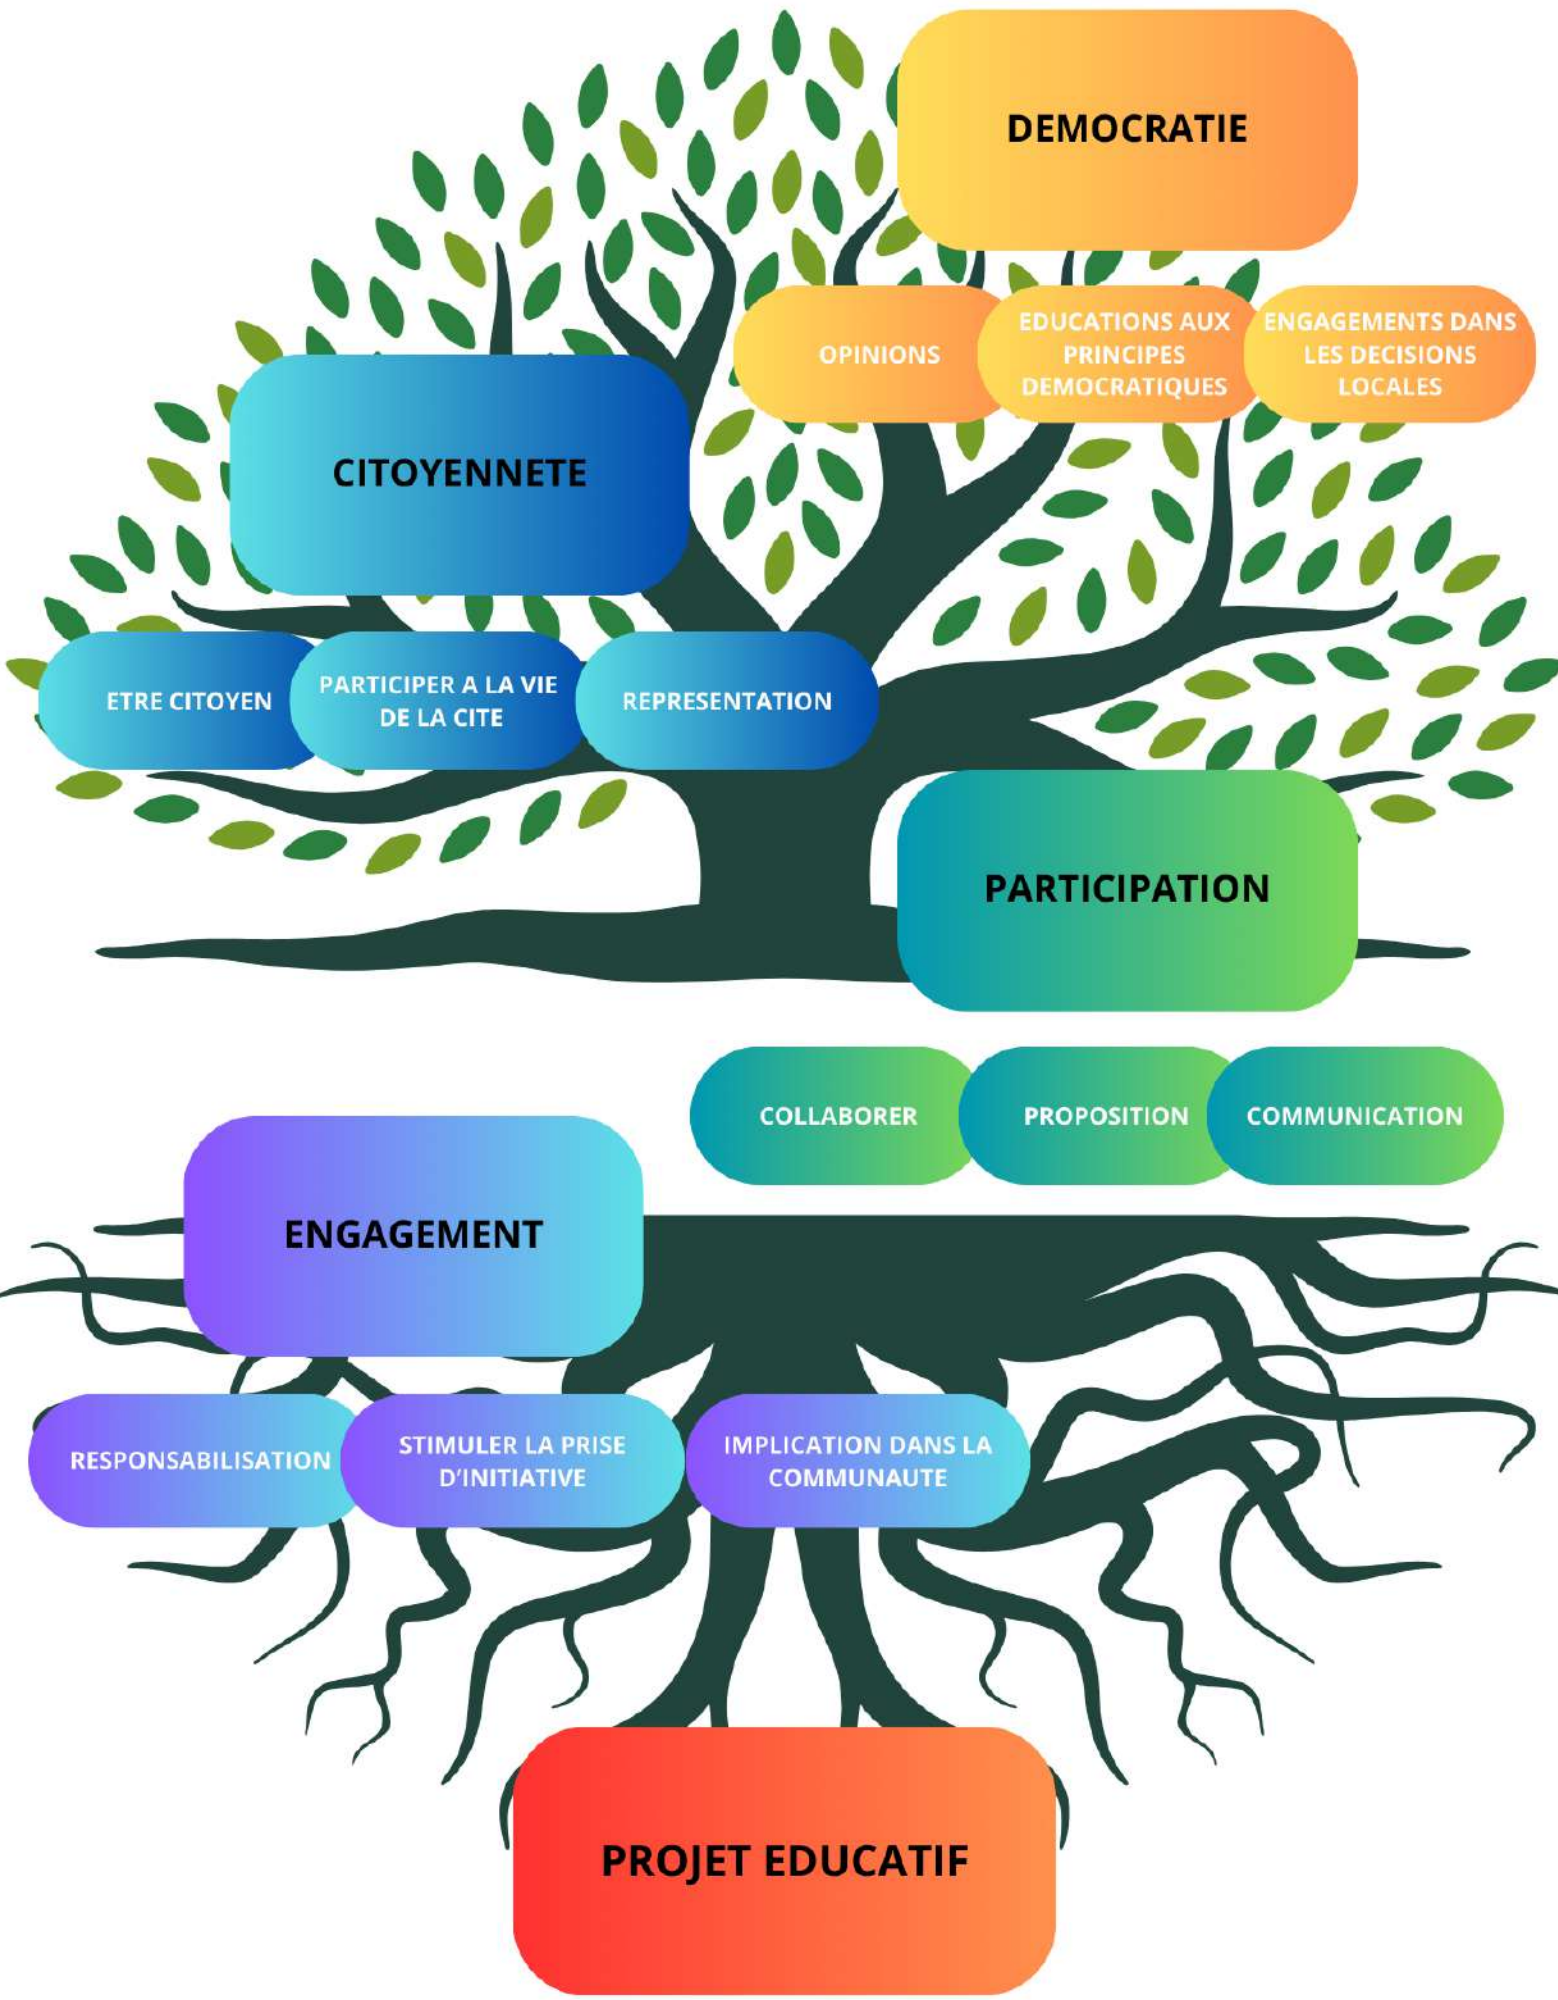 DEMOCRATIE
OPINIONS
EDUCATIONS AUX
PRINCIPES
DEMOCRATIQUES
ENGAGEMENTS DANS
LES DECISIONS
LOCALES
CITOYENNETE
ETRE CITOYEN
PARTICIPER A LA VIE
DE LA CITE
REPRESENTATION
PARTICIPATION
COLLABORER
PROPOSITION
COMMUNICATION
ENGAGEMENT
RESPONSABILISATION
STIMULER LA PRISE
D'INITIATIVE
IMPLICATION DANS LA
COMMUNAUTE
PROJET EDUCATIF